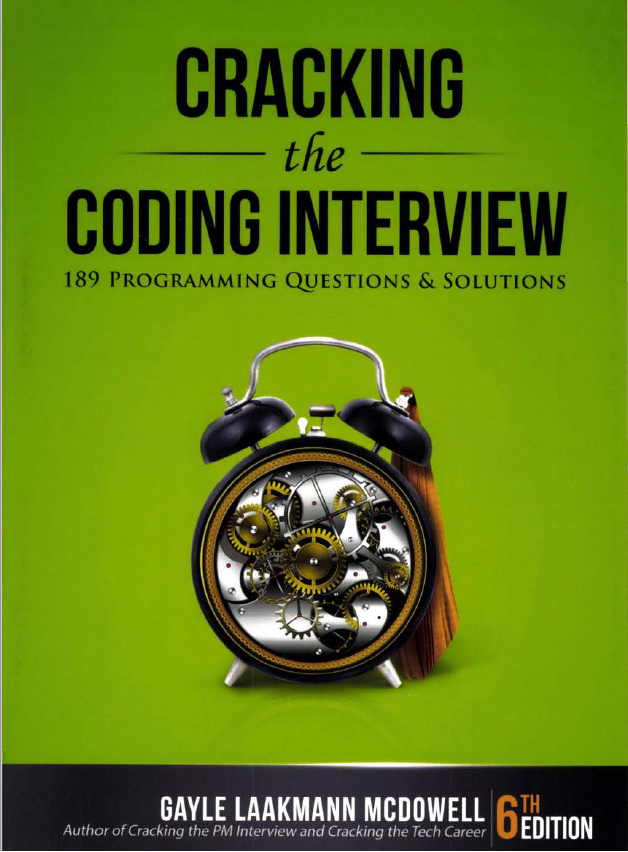 CRACKING
the
CODING INTERVIEW
189 PROGRAMMING QUESTIONS & SOLUTIONS
GAYLE LAAKMANN MCDOWELL
Author of Cracking the PM Interview and Cracking the Tech Career
6TH
EDITION